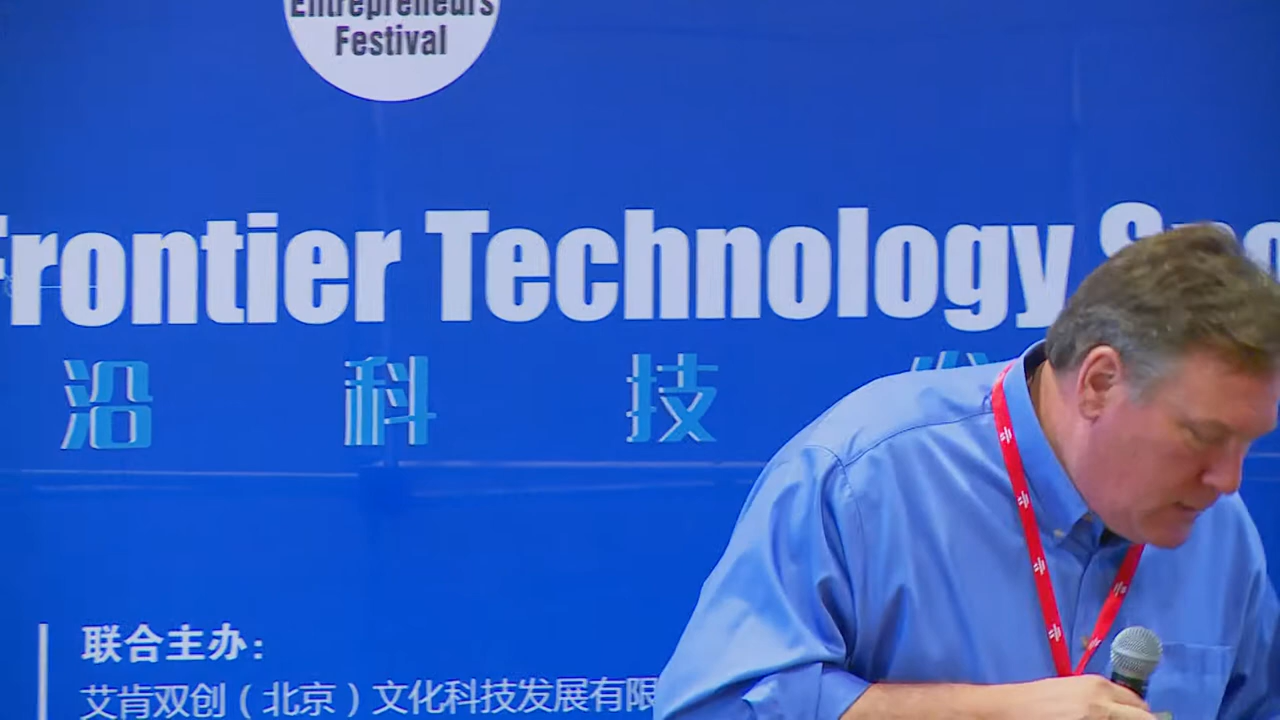 Entrepreneurs
Festival
Frontier Technology
沿 科 技
联合主办：
艾肯双创（北京）文化科技发展有限